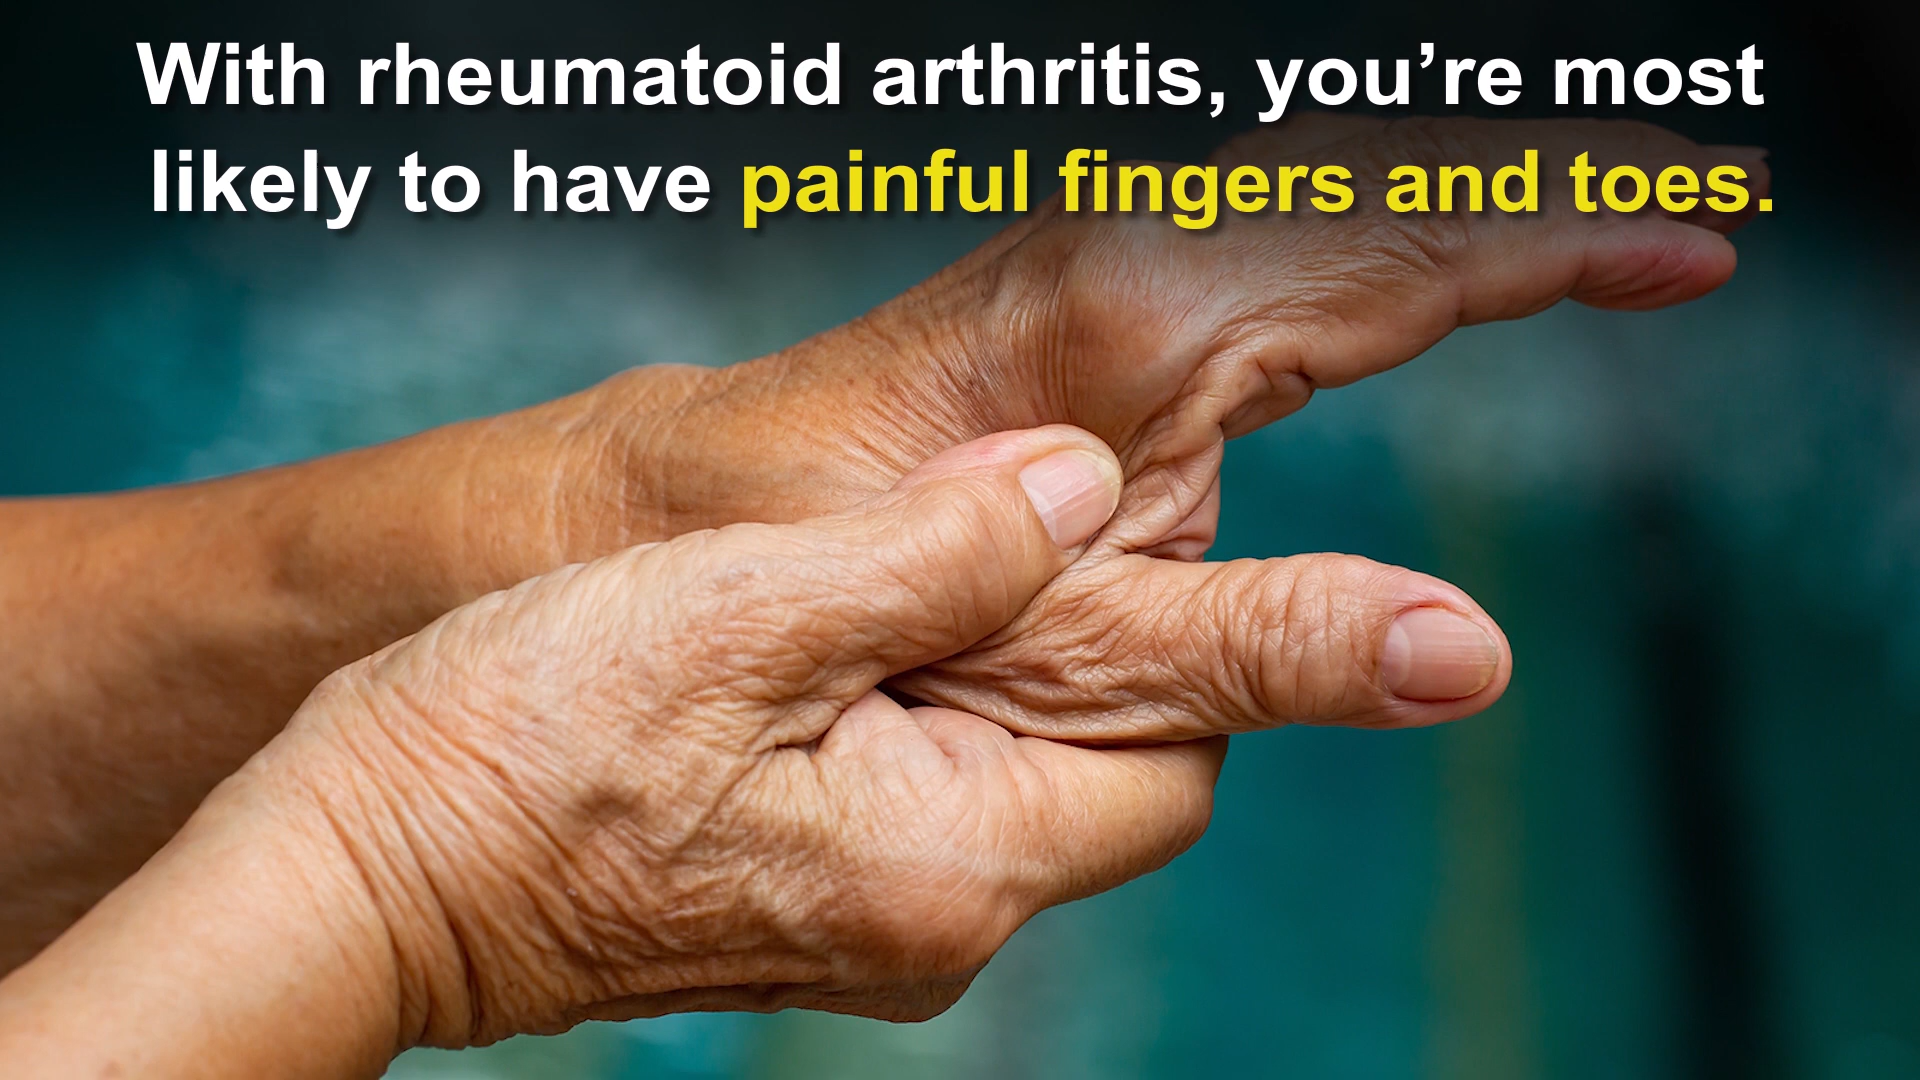 With rheumatoid arthritis, you’re most
likely to have painful fingers and toes.